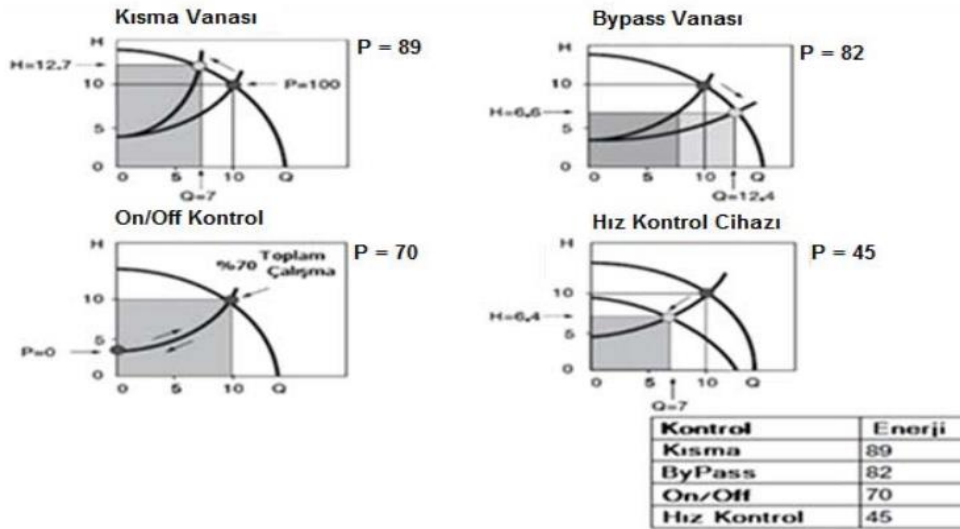 Kısma Vanası
H
P = 89
H=12.7
10
P=100
5
0
0 5 10 Q
Q=7
Bypass Vanası
H
P = 82
10
H=6,6
5
0
0 5 10 Q
Q=12.4
On/Off Kontrol
H
P = 70
%70 Toplam
Çalışma
10
5
P=0
0
0 5 10 Q
Hız Kontrol Cihazı
H
P = 45
10
H=6,4
5
0
0 5 10 Q
Q=7
Kontrol Enerji
Kısma 89
ByPass 82
On/Off 70
Hız Kontrol 45